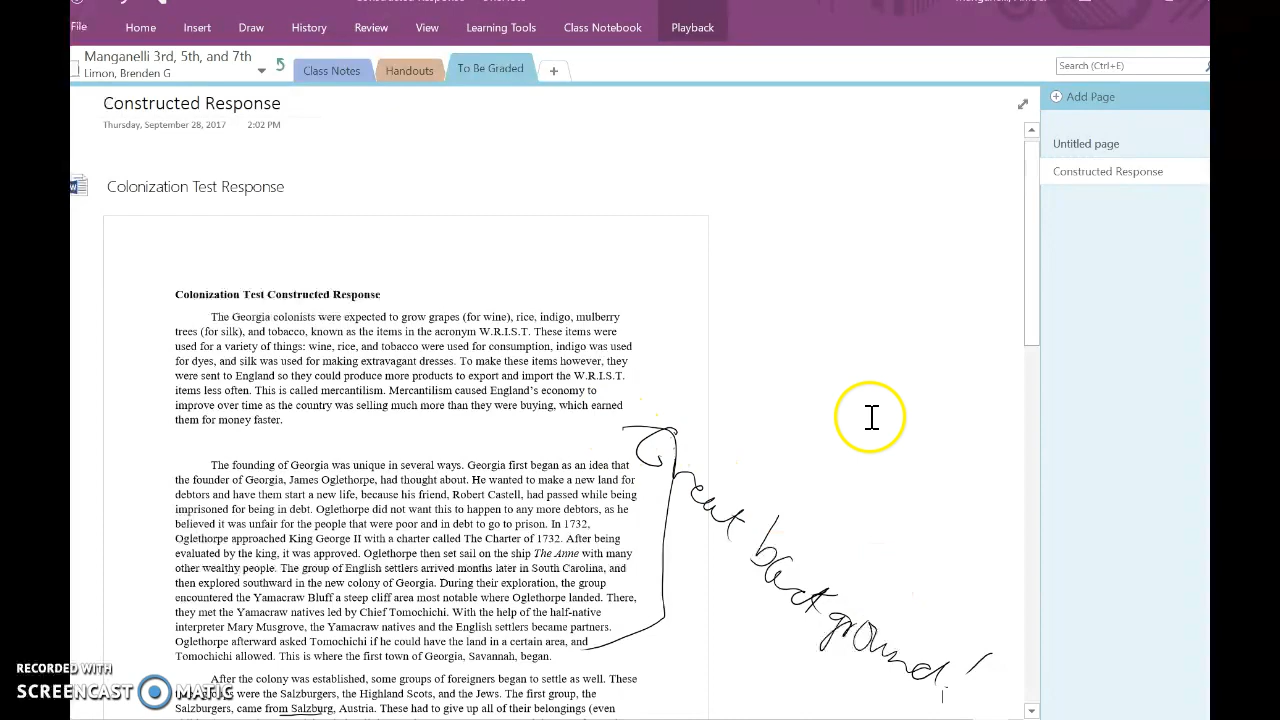 File Home Insert Draw History Review View Learning Tools Class Notebook Playback
Manganelli 3rd, 5th, and 7th
Limon, Brenden G
Class Notes Handouts To Be Graded
Search (Ctrl+E)
Constructed Response
Thursday, September 28, 2017 2:02 PM
Add Page
Untitled page
Constructed Response
Colonization Test Response
Colonization Test Constructed Response
The Georgia colonists were expected to grow grapes (for wine), rice, indigo, mulberry
trees (for silk), and tobacco, known as the items in the acronym W.R.I.S.T. These items were
used for a variety of things: wine, rice, and tobacco were used for consumption, indigo was used
for dyes, and silk was used for making extravagant dresses. To make these items however, they
were sent to England so they could produce more products to export and import the W.R.I.S.T.
items less often. This is called mercantilism. Mercantilism caused England's economy to
improve over time as the country was selling much more than they were buying, which earned
them for money faster.
The founding of Georgia was unique in several ways. Georgia first began as an idea that
the founder of Georgia, James Oglethorpe, had thought about. He wanted to make a new land for
debtors and have them start a new life, because his friend, Robert Castell, had passed while being
imprisoned for being in debt. Oglethorpe did not want this to happen to any more debtors, as he
believed it was unfair for the people that were poor and in debt to go to prison. In 1732,
Oglethorpe approached King George II with a charter called The Charter of 1732. After being
evaluated by the king, it was approved. Oglethorpe then set sail on the ship The Anne with many
other wealthy people. The group of English settlers arrived months later in South Carolina, and
then explored southward in the new colony of Georgia. During their exploration, the group
encountered the Yamacraw Bluff a steep cliff area most notable where Oglethorpe landed. There,
they met the Yamacraw natives led by Chief Tomochichi. With the help of the half-native
interpreter Mary Musgrove, the Yamacraw natives and the English settlers became partners.
Oglethorpe afterward asked Tomochichi if he could have the land in a certain area, and
Tomochichi allowed. This is where the first town of Georgia, Savannah, began.
After the colony was established, some groups of foreigners began to settle as well. These
were the Salzburgers, the Highland Scots, and the Jews. The first group, the
Salzburgers, came from Salzburg, Austria. These had to give up all of their belongings (even
Great background!
RECORDED WITH
SCREENCAST MATIC